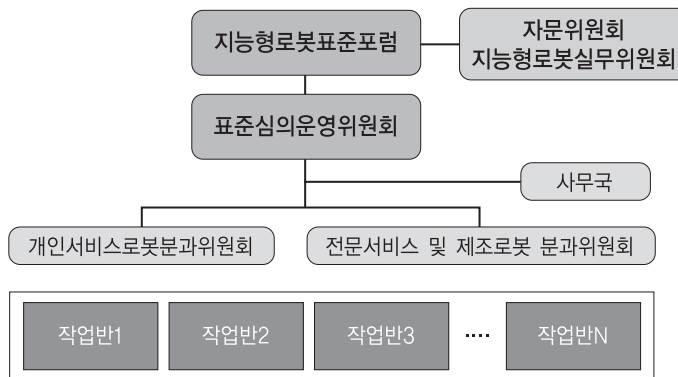 지능형로봇표준포럼
자문위원회
지능형로봇실무위원회
표준심의운영위원회
사무국
개인서비스로봇분과위원회
전문서비스 및 제조로봇 분과위원회
작업반1
작업반2
작업반3
····
작업반N